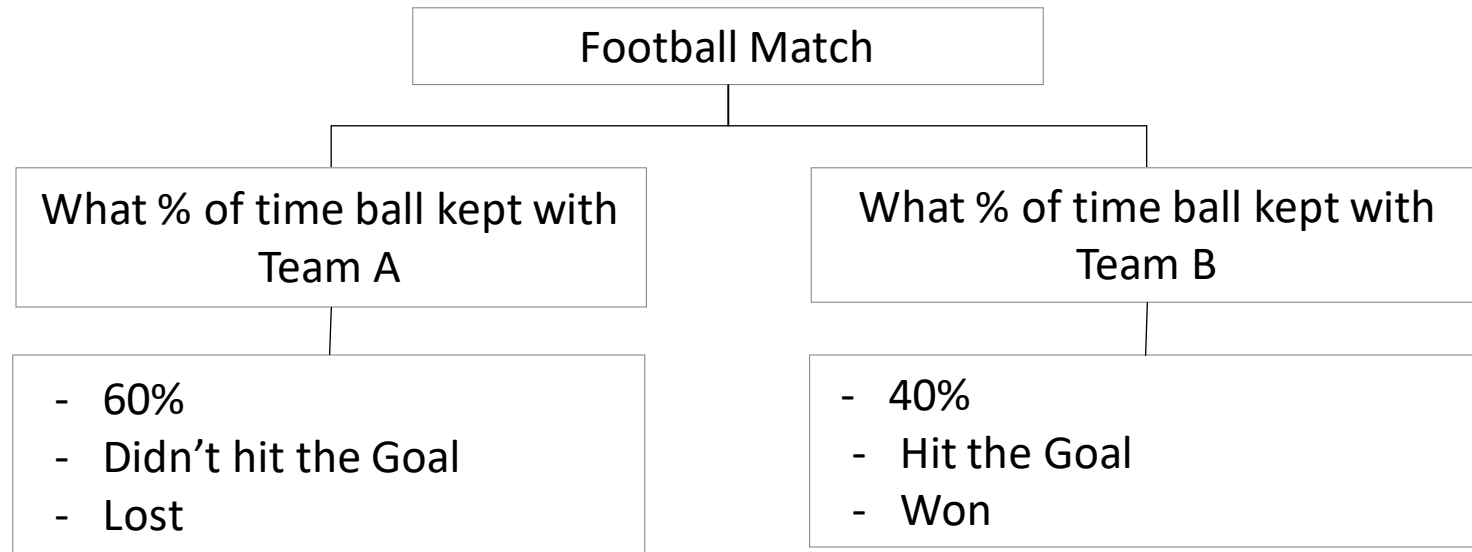 Football Match
What % of time ball kept with
Team A
What % of time ball kept with
Team B
- 60%
- Didn’t hit the Goal
- Lost
- 40%
- Hit the Goal
- Won